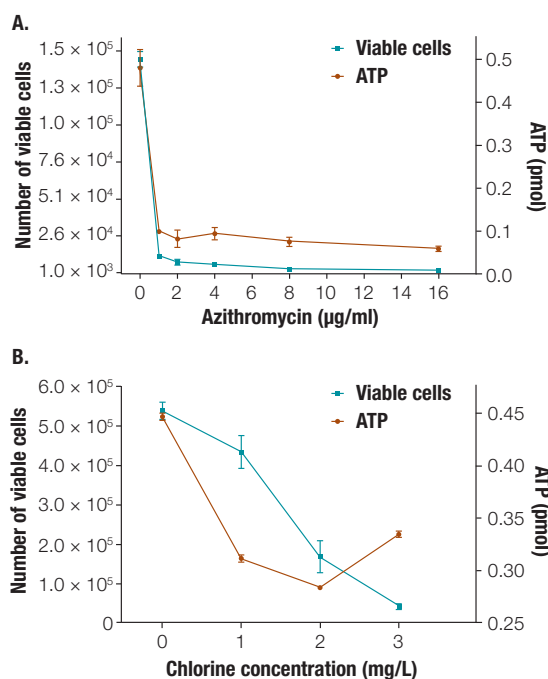 A.
Viable cells
ATP
Number of viable cells
1.5 × 10⁵
1.3 × 10⁵
1.0 × 10⁵
7.6 × 10⁴
5.1 × 10⁴
2.6 × 10⁴
1.0 × 10³
0.5
0.4
0.3
0.2
0.1
0.0
ATP (pmol)
0 2 4 6 8 10 12 14 16
Azithromycin (µg/ml)
B.
Viable cells
ATP
Number of viable cells
6.0 × 10⁵
5.0 × 10⁵
4.0 × 10⁵
3.0 × 10⁵
2.0 × 10⁵
1.0 × 10⁵
0
0.45
0.40
0.35
0.30
0.25
ATP (pmol)
0 1 2 3
Chlorine concentration (mg/L)